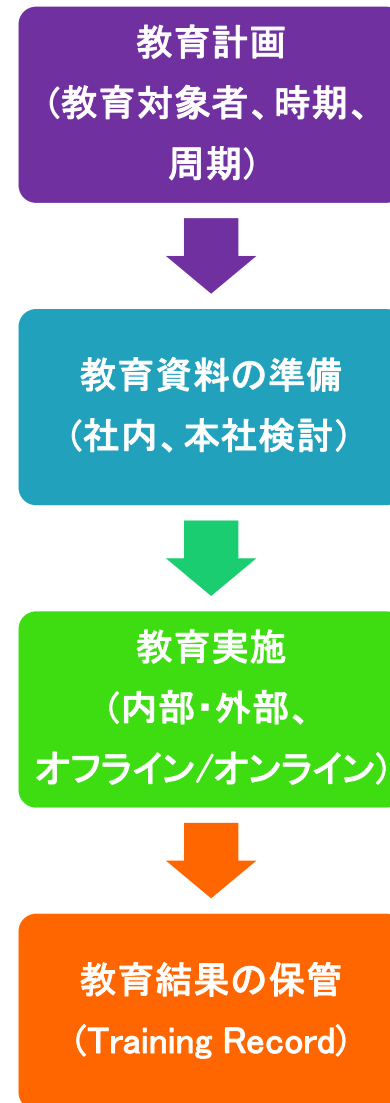 教育計画
(教育対象者、時期、
周期)
教育資料の準備
(社内、本社検討)
教育実施
(内部・外部、
オフライン/オンライン)
教育結果の保管
(Training Record)